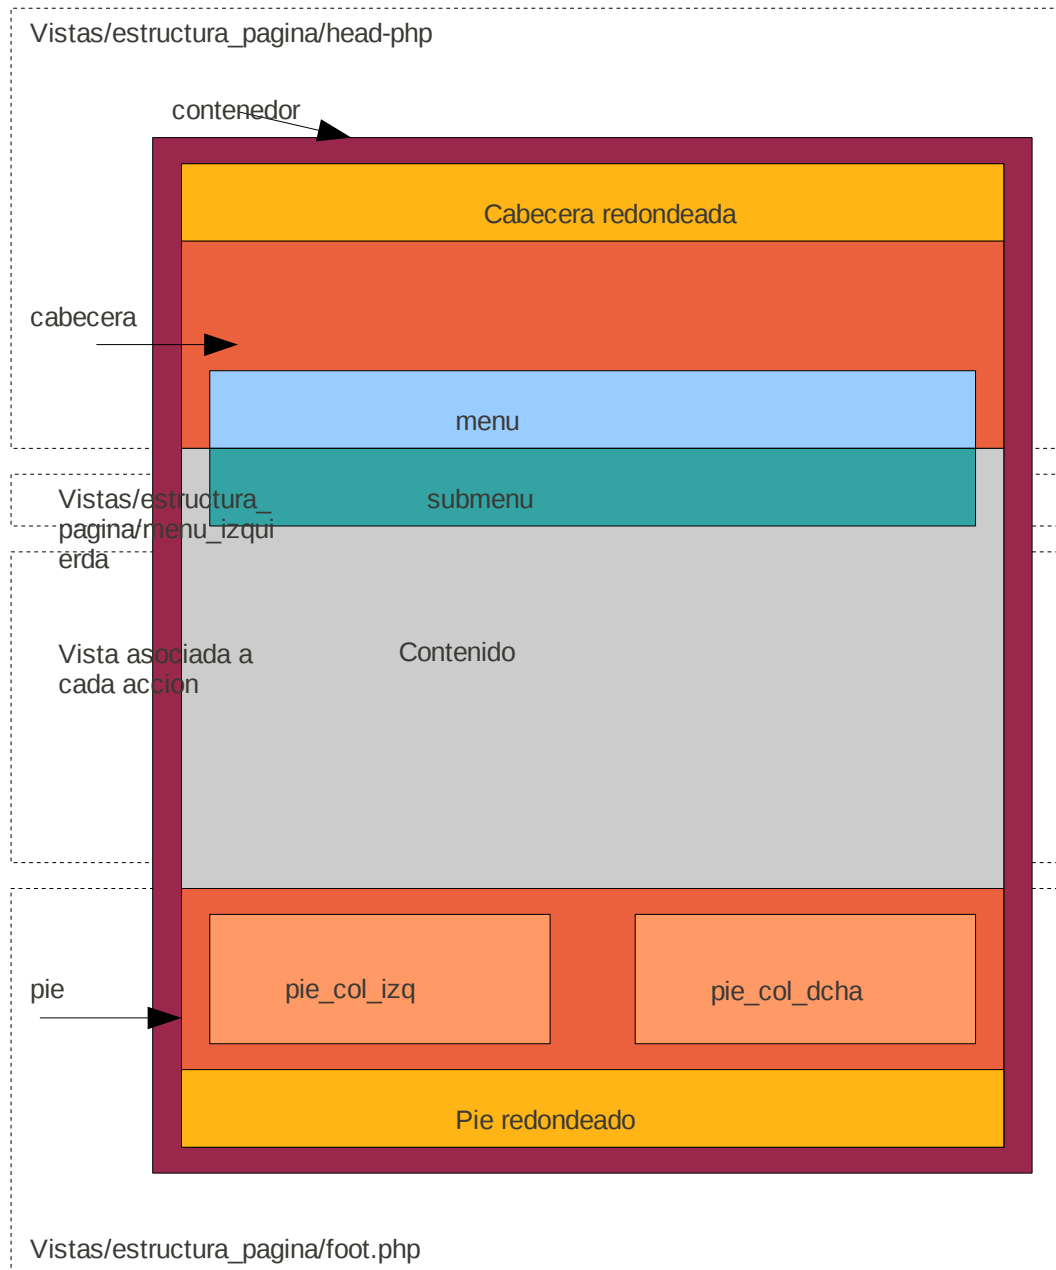 Vistas/estructura_pagina/head-php
contenedor
Cabecera redondeada
cabecera
menu
Vistas/estructura_
pagina/menu_izqui
erda
submenu
Vista asociada a
cada accion
Contenido
pie
pie_col_izq
pie_col_dcha
Pie redondeado
Vistas/estructura_pagina/foot.php